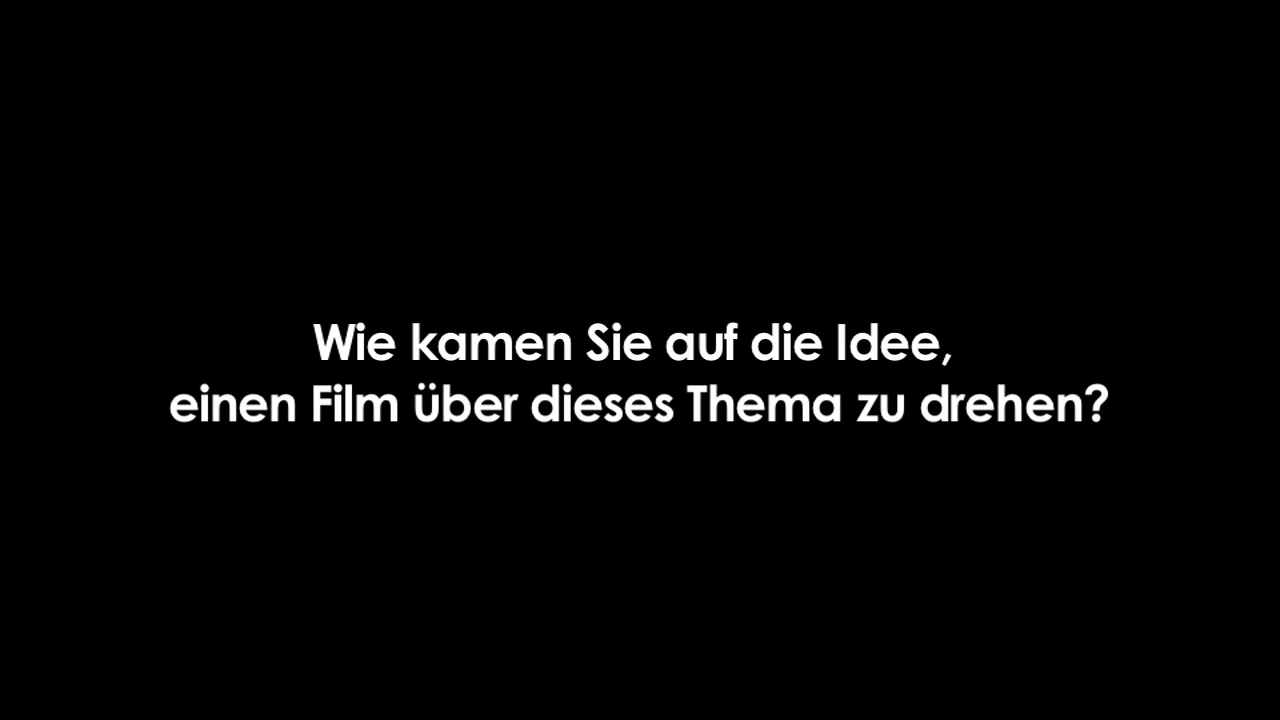 Wie kamen Sie auf die Idee,
einen Film über dieses Thema zu drehen?